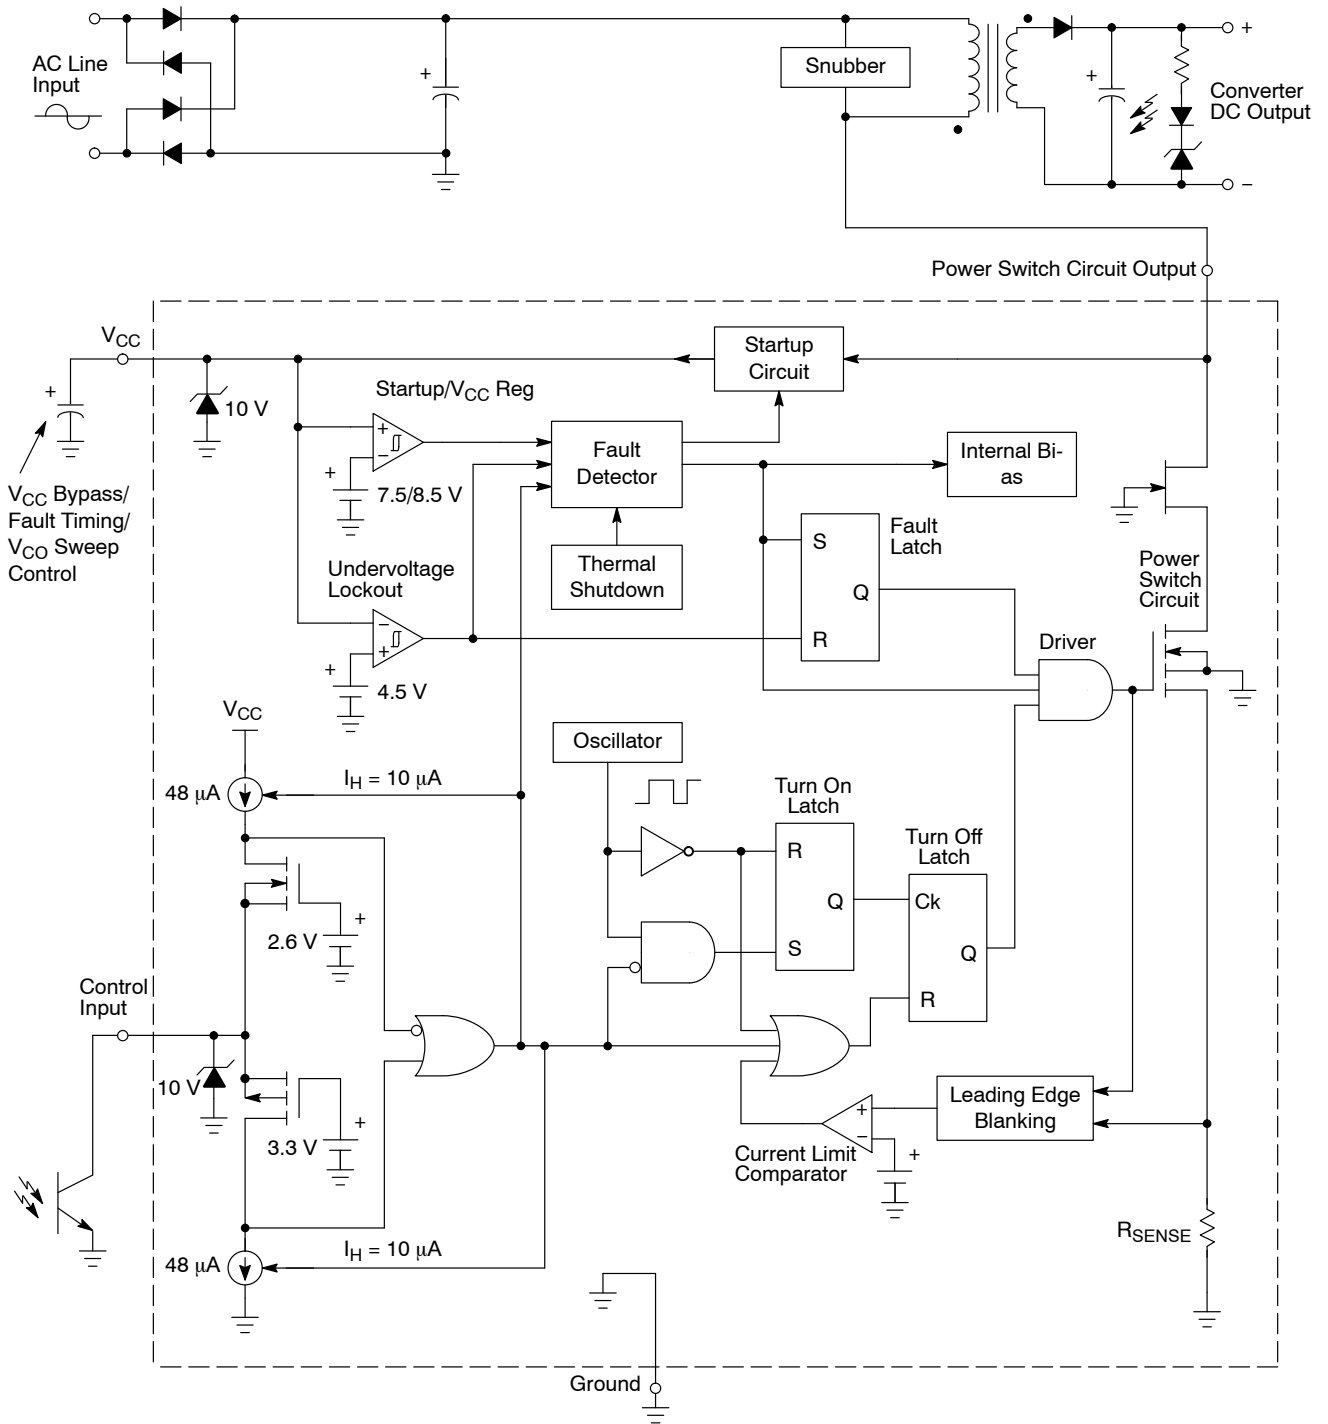 AC Line
Input
+
Snubber
+
+
Converter
DC Output
−
Power Switch Circuit Output
VCC
Startup
Circuit
+
10 V
Startup/VCC Reg
+
−
+
7.5/8.5 V
Fault
Detector
Internal Bi-
as
VCC Bypass/
Fault Timing/
VCO Sweep
Control
Fault
Latch
S
Q
R
Thermal
Shutdown
Undervoltage
Lockout
−
+
+
4.5 V
Power
Switch
Circuit
Driver
VCC
Oscillator
48 μA
IH = 10 μA
Turn On
Latch
R
Q
S
Turn Off
Latch
Ck
Q
R
+
2.6 V
Control
Input
10 V
+
3.3 V
Leading Edge
Blanking
+
−
+
Current Limit
Comparator
RSENSE
48 μA
IH = 10 μA
Ground